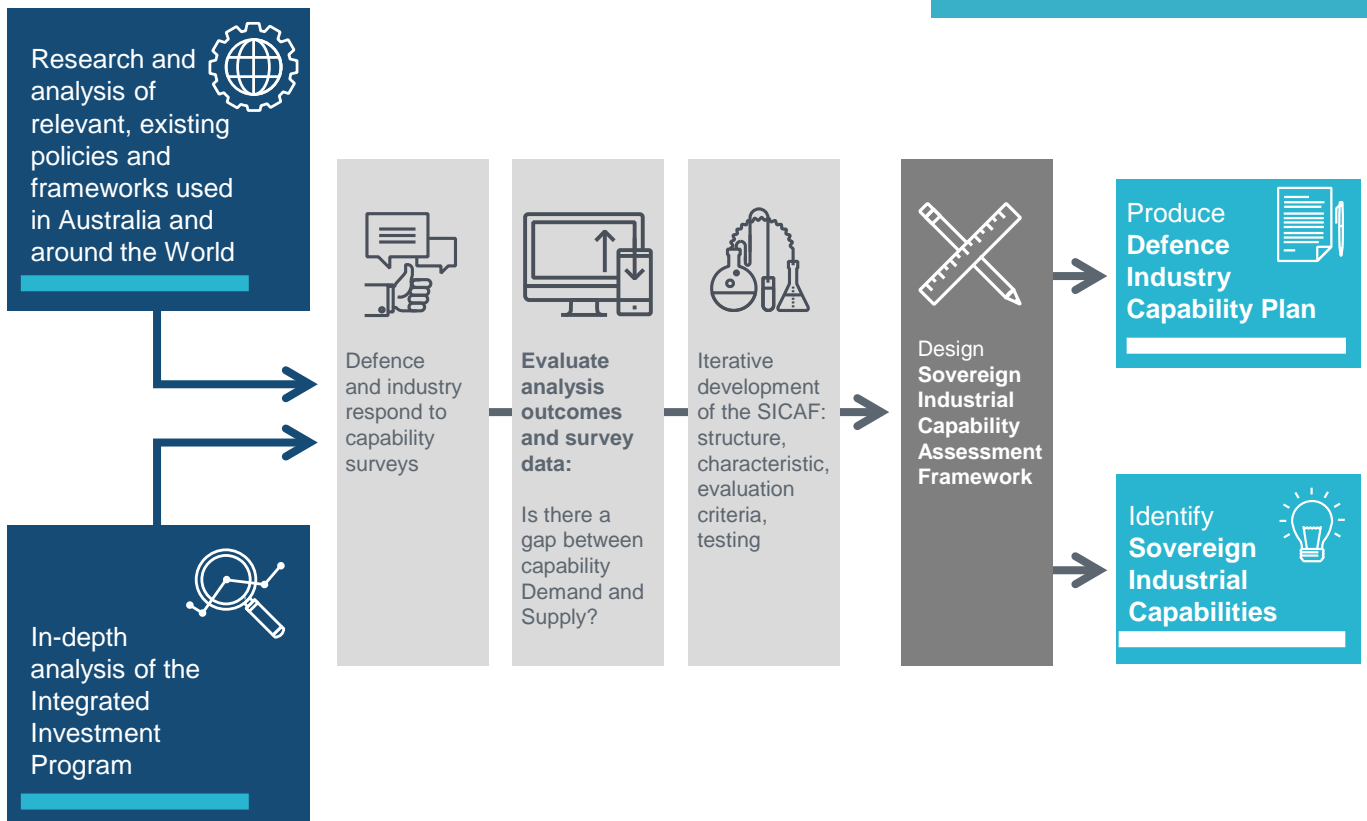 Research and
analysis of
relevant, existing
policies and
frameworks used
in Australia and
around the World
In-depth
analysis of the
Integrated
Investment
Program
Defence
and industry
respond to
capability
surveys
Evaluate
analysis
outcomes
and survey
data:
Is there a
gap between
capability
Demand and
Supply?
Iterative
development
of the SICAF:
structure,
characteristic,
evaluation
criteria,
testing
Design
Sovereign
Industrial
Capability
Assessment
Framework
Produce
Defence
Industry
Capability Plan
Identify
Sovereign
Industrial
Capabilities